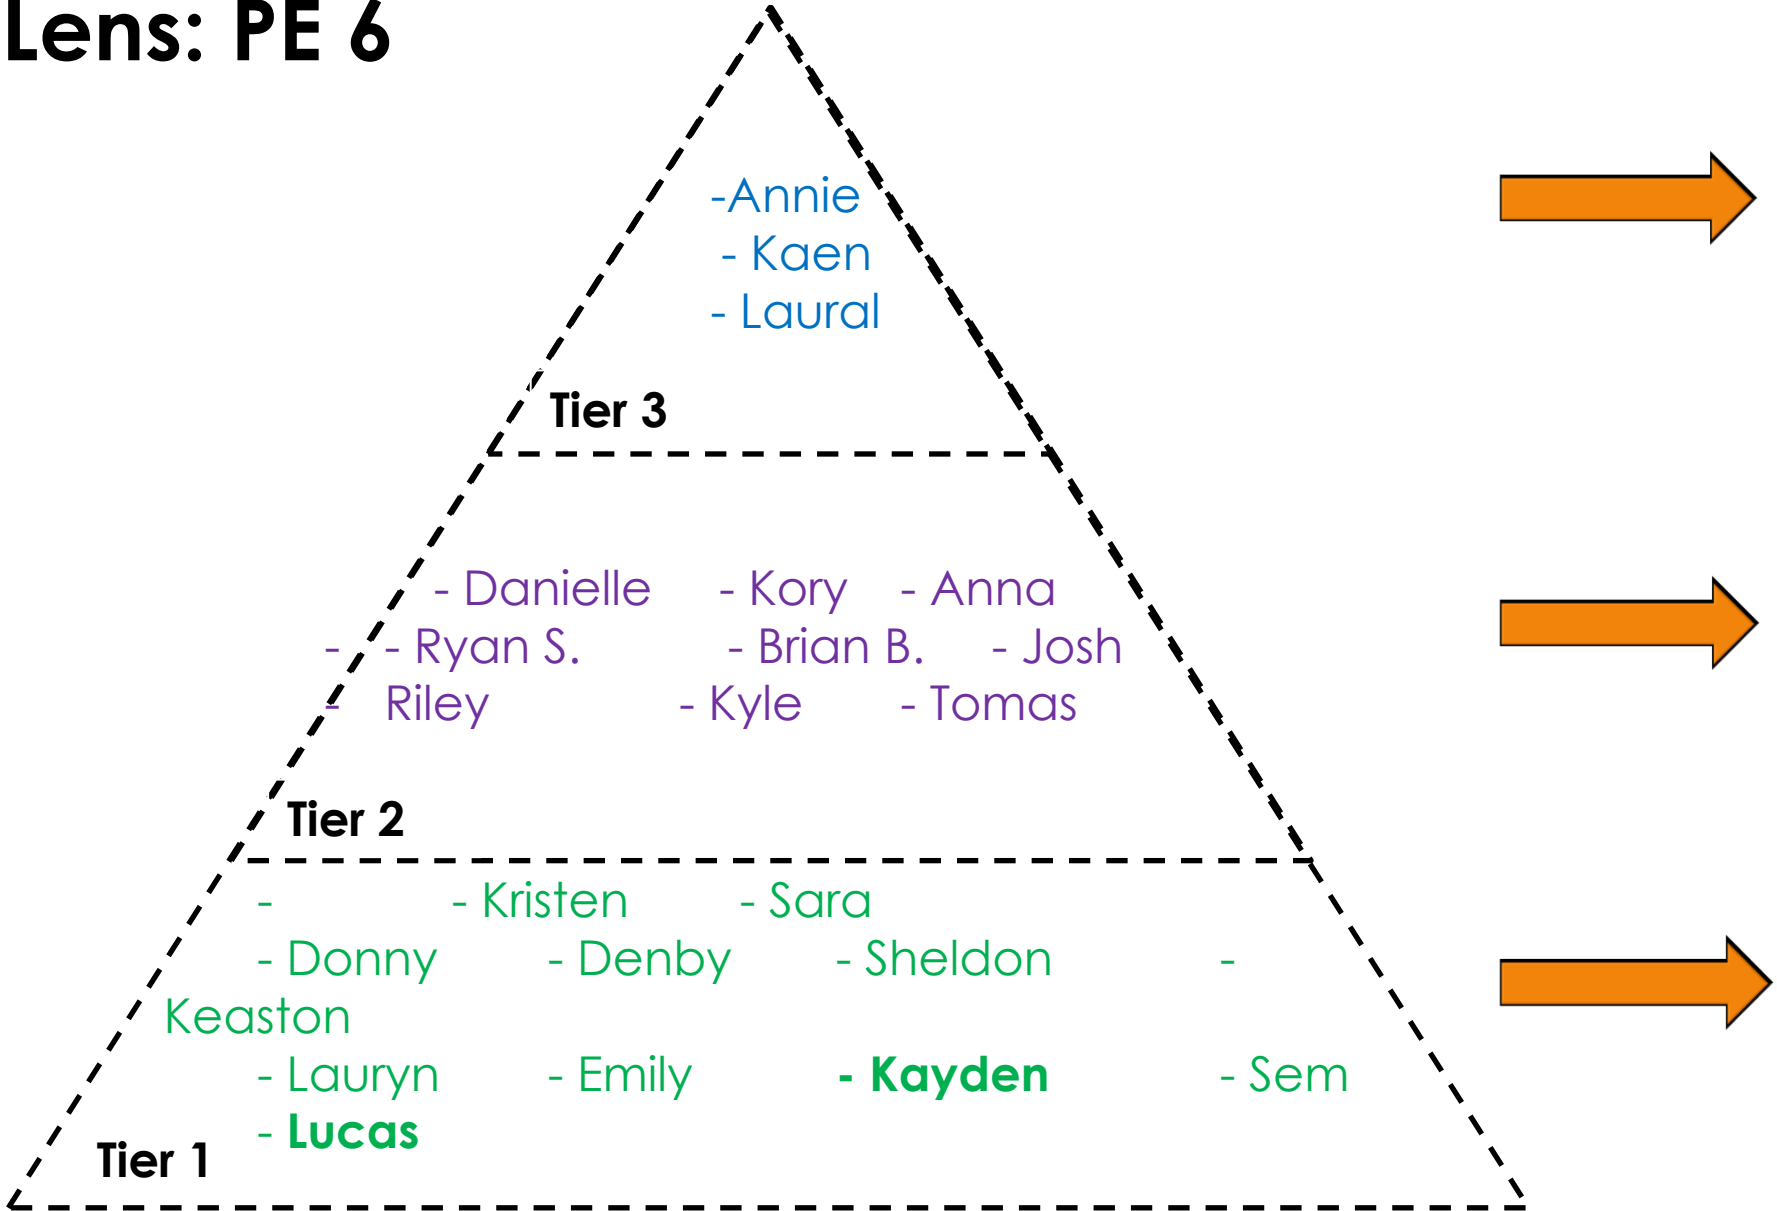 Lens: PE 6
-Annie
- Kaen
- Laural
Tier 3
- Danielle - Kory - Anna
- - Ryan S. - Brian B. - Josh
- Riley - Kyle - Tomas
Tier 2
- - Kristen - Sara
- Donny - Denby - Sheldon -
Keaston
- Lauryn - Emily - Kayden - Sem
- Lucas
Tier 1